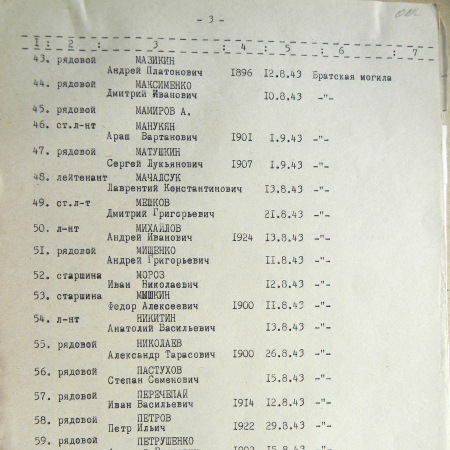 - 3 -
I : 2 : 3 : 4 : 5 : 6 : 7
43. рядовой МАЗИКИН
Андрей Платонович 1896 12.8.43 Братская могила
44. рядовой МАКСИМЕНКО
Дмитрий Иванович 10.8.43 -"-
45. рядовой МАМИРОВ А.
46. ст.л-нт МАНУКЯН
Араш Вартанович 1901 1.9.43 -"-
47. рядовой МАТУШКИН
Сергей Лукьянович 1907 1.9.43 -"-
48. лейтенант МАЧАЛСУК
Лаврентий Константинович 13.8.43 -"-
49. ст.л-т МЕШКОВ
Дмитрий Григорьевич 21.8.43 -"-
50. л-нт МИХАЙЛОВ
Андрей Иванович 1924 13.8.43 -"-
51. рядовой МИЩЕНКО
Андрей Григорьевич 11.8.43 -"-
52. старшина МОРОЗ
Иван Николаевич 12.8.43 -"-
53. старшина МЫШКИН
Федор Алексеевич 1900 11.8.43 -"-
54. л-нт НИКИТИН
Анатолий Васильевич 13.8.43 -"-
55. рядовой НИКОЛАЕВ
Александр Тарасович 1900 26.8.43 -"-
56. рядовой ПАСТУХОВ
Степан Семенович 15.8.43 -"-
57. рядовой ПЕРЕЧЕПАЙ
Иван Васильевич 1914 12.8.43 -"-
58. рядовой ПЕТРОВ
Петр Ильич 1922 29.8.43 -"-
59. рядовой ПЕТРУШЕНКО
15.8.43 -"-